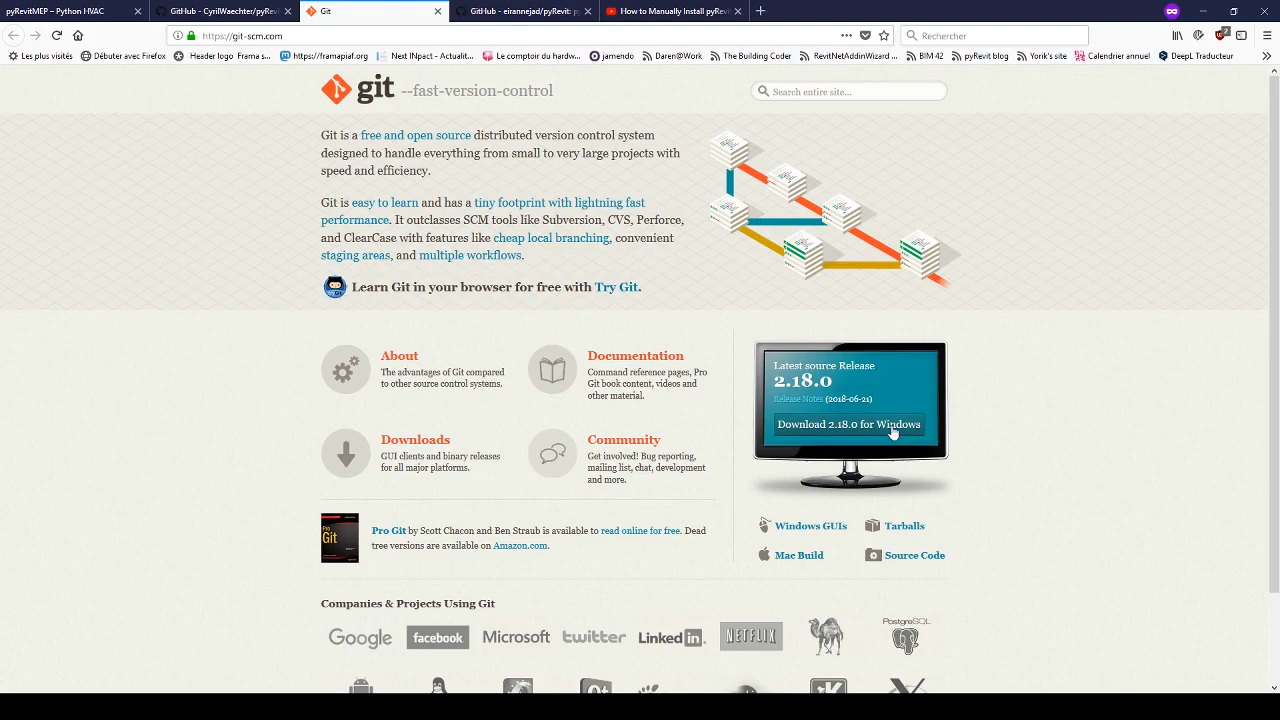 pyRevitMEP – Python HVAC
GitHub - CyrilWaechter/pyRevi
Git
GitHub - eirannejad/pyRevit: p
How to Manually Install pyRevi
https://git-scm.com
Rechercher
2
Les plus visités
Débuter avec Firefox
Header logo Frama s...
https://framapiaf.org
Next INpact - Actualit...
Le comptoir du hardw...
jamendo
Daren@Work
The Building Coder
RevitNetAddinWizard ...
BIM 42
pyRevit blog
Yorik's site
Calendrier annuel
DeepL Traducteur
git --fast-version-control
Search entire site...
Git is a free and open source distributed version control system
designed to handle everything from small to very large projects with
speed and efficiency.
Git is easy to learn and has a tiny footprint with lightning fast
performance. It outclasses SCM tools like Subversion, CVS, Perforce,
and ClearCase with features like cheap local branching, convenient
staging areas, and multiple workflows.
Learn Git in your browser for free with Try Git.
About
The advantages of Git compared
to other source control systems.
Documentation
Command reference pages, Pro
Git book content, videos and
other material.
Downloads
GUI clients and binary releases
for all major platforms.
Community
Get involved! Bug reporting,
mailing list, chat, development
and more.
Latest source Release
2.18.0
Release Notes (2018-06-21)
Download 2.18.0 for Windows
Windows GUIs
Tarballs
Mac Build
Source Code
Pro
Git
Pro Git by Scott Chacon and Ben Straub is available to read online for free. Dead
tree versions are available on Amazon.com.
Companies & Projects Using Git
Google
facebook
Microsoft
twitter
LinkedIn
NETFLIX
PostgreSQL